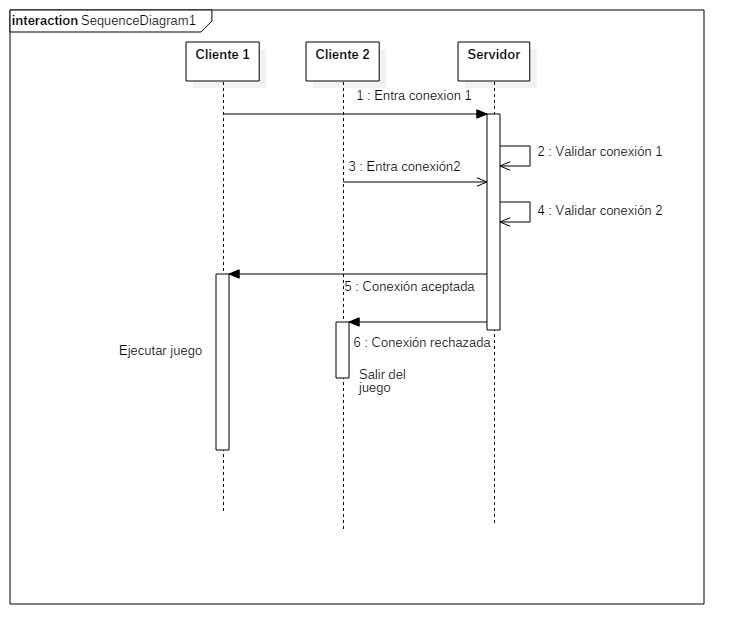 interaction SequenceDiagram1
Cliente 1
Cliente 2
Servidor
1 : Entra conexion 1
2 : Validar conexión 1
3 : Entra conexión2
4 : Validar conexión 2
5 : Conexión aceptada
6 : Conexión rechazada
Ejecutar juego
Salir del
juego